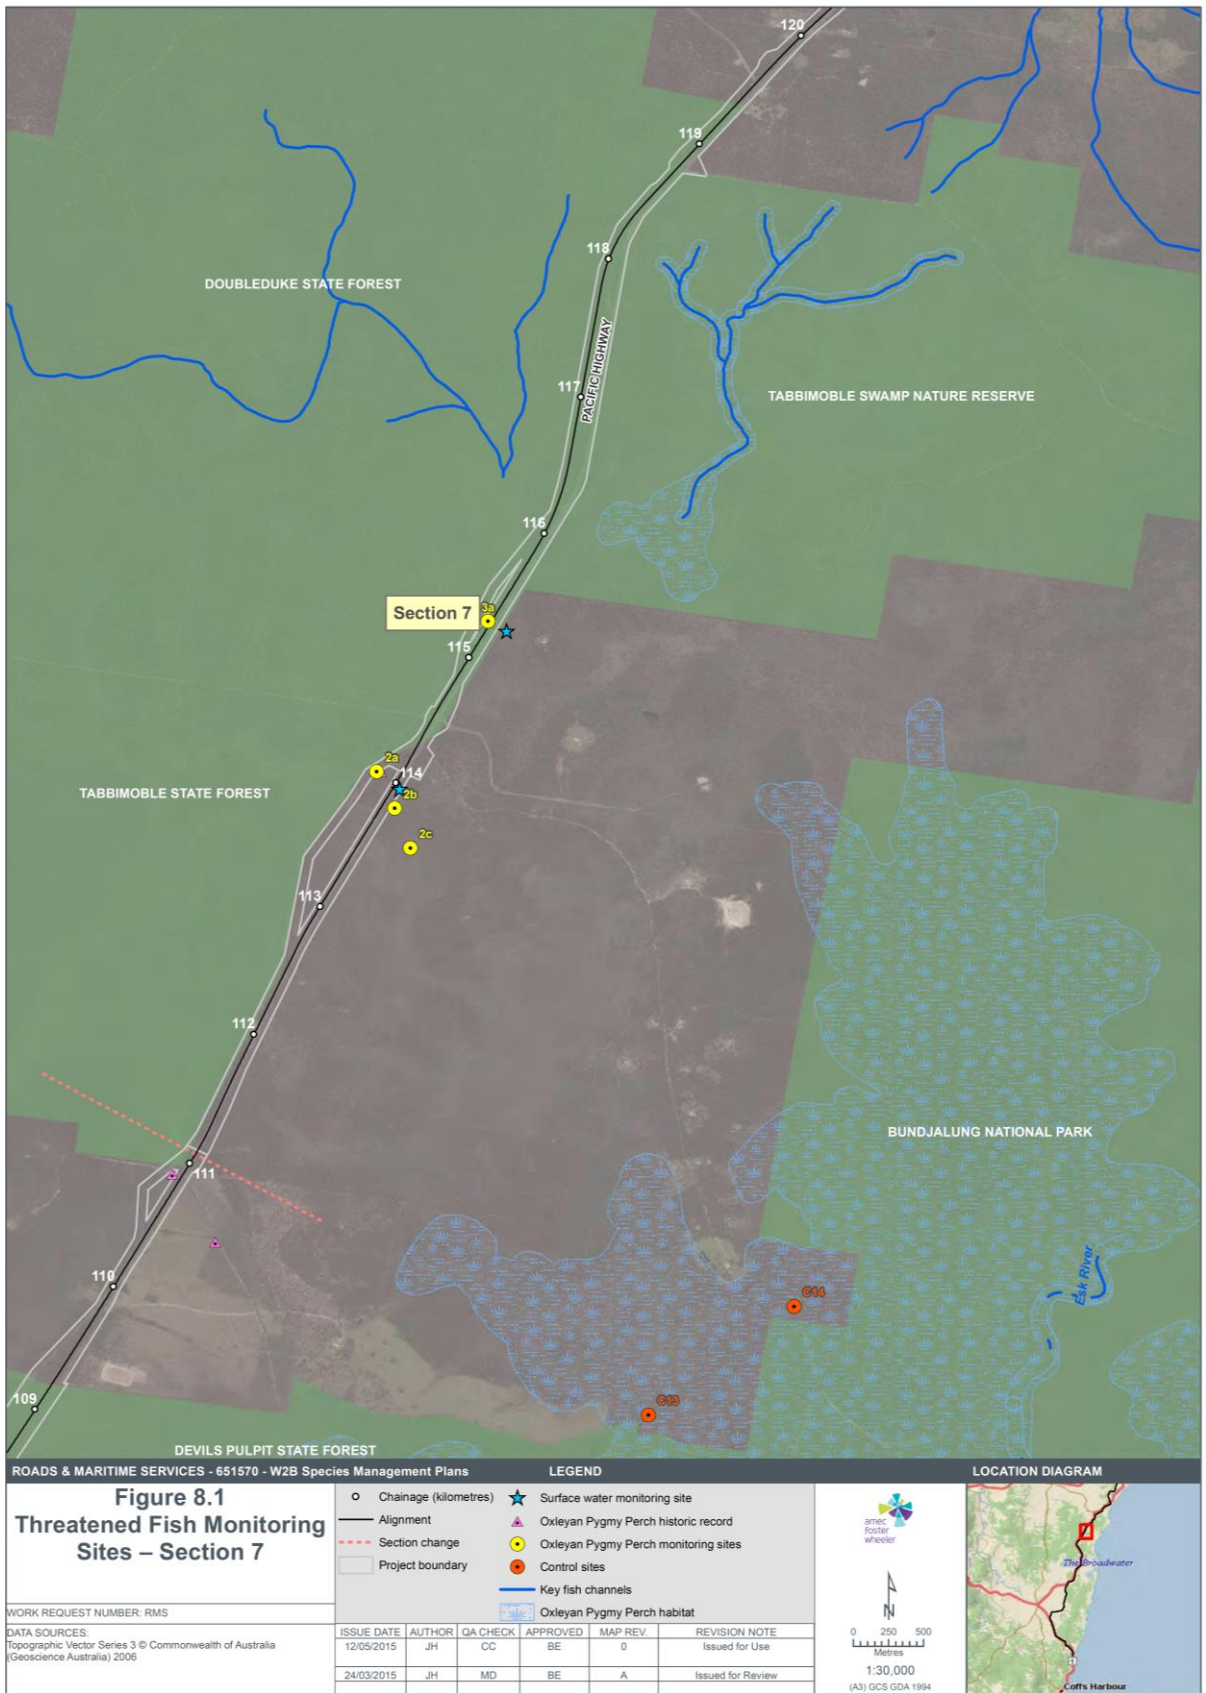 120
119
118
DOUBLEDUKE STATE FOREST
PACIFIC HIGHWAY
117
TABBIMOBLE SWAMP NATURE RESERVE
116
Section 7
3a
115
2a
114
TABBIMOBLE STATE FOREST
2b
2c
113
112
BUNDJALUNG NATIONAL PARK
111
110
Esk River
C14
109
C13
DEVILS PULPIT STATE FOREST
ROADS & MARITIME SERVICES - 651570 - W2B Species Management Plans
LEGEND
LOCATION DIAGRAM
Figure 8.1
Threatened Fish Monitoring
Sites – Section 7
WORK REQUEST NUMBER: RMS
DATA SOURCES:
Topographic Vector Series 3 © Commonwealth of Australia
(Geoscience Australia) 2006
Chainage (kilometres)
Alignment
Section change
Project boundary
Surface water monitoring site
Oxleyan Pygmy Perch historic record
Oxleyan Pygmy Perch monitoring sites
Control sites
Key fish channels
Oxleyan Pygmy Perch habitat
ISSUE DATE AUTHOR QA CHECK APPROVED MAP REV. REVISION NOTE
12/05/2015 JH CC BE 0 Issued for Use
24/03/2015 JH MD BE A Issued for Review
amec
foster
wheeler
N
0 250 500
Metres
1:30,000
(A3) GCS GDA 1994
The Broadwater
1
Coffs Harbour